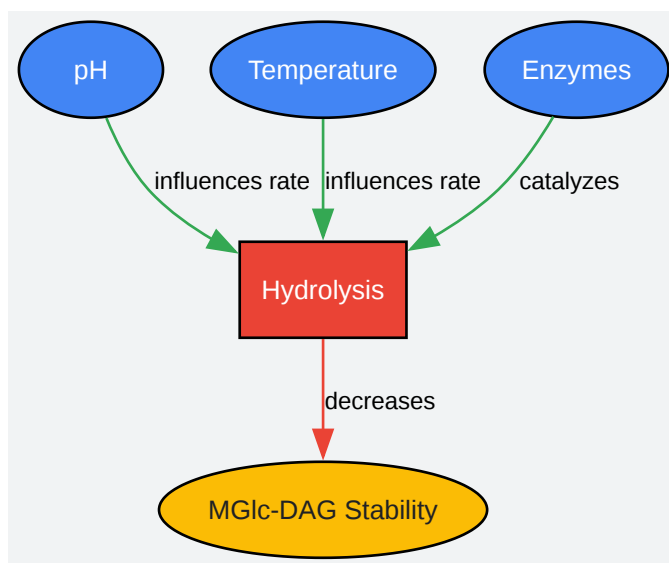 pH
Temperature
Enzymes
influences rate
influences rate
catalyzes
Hydrolysis
decreases
MGlc-DAG Stability